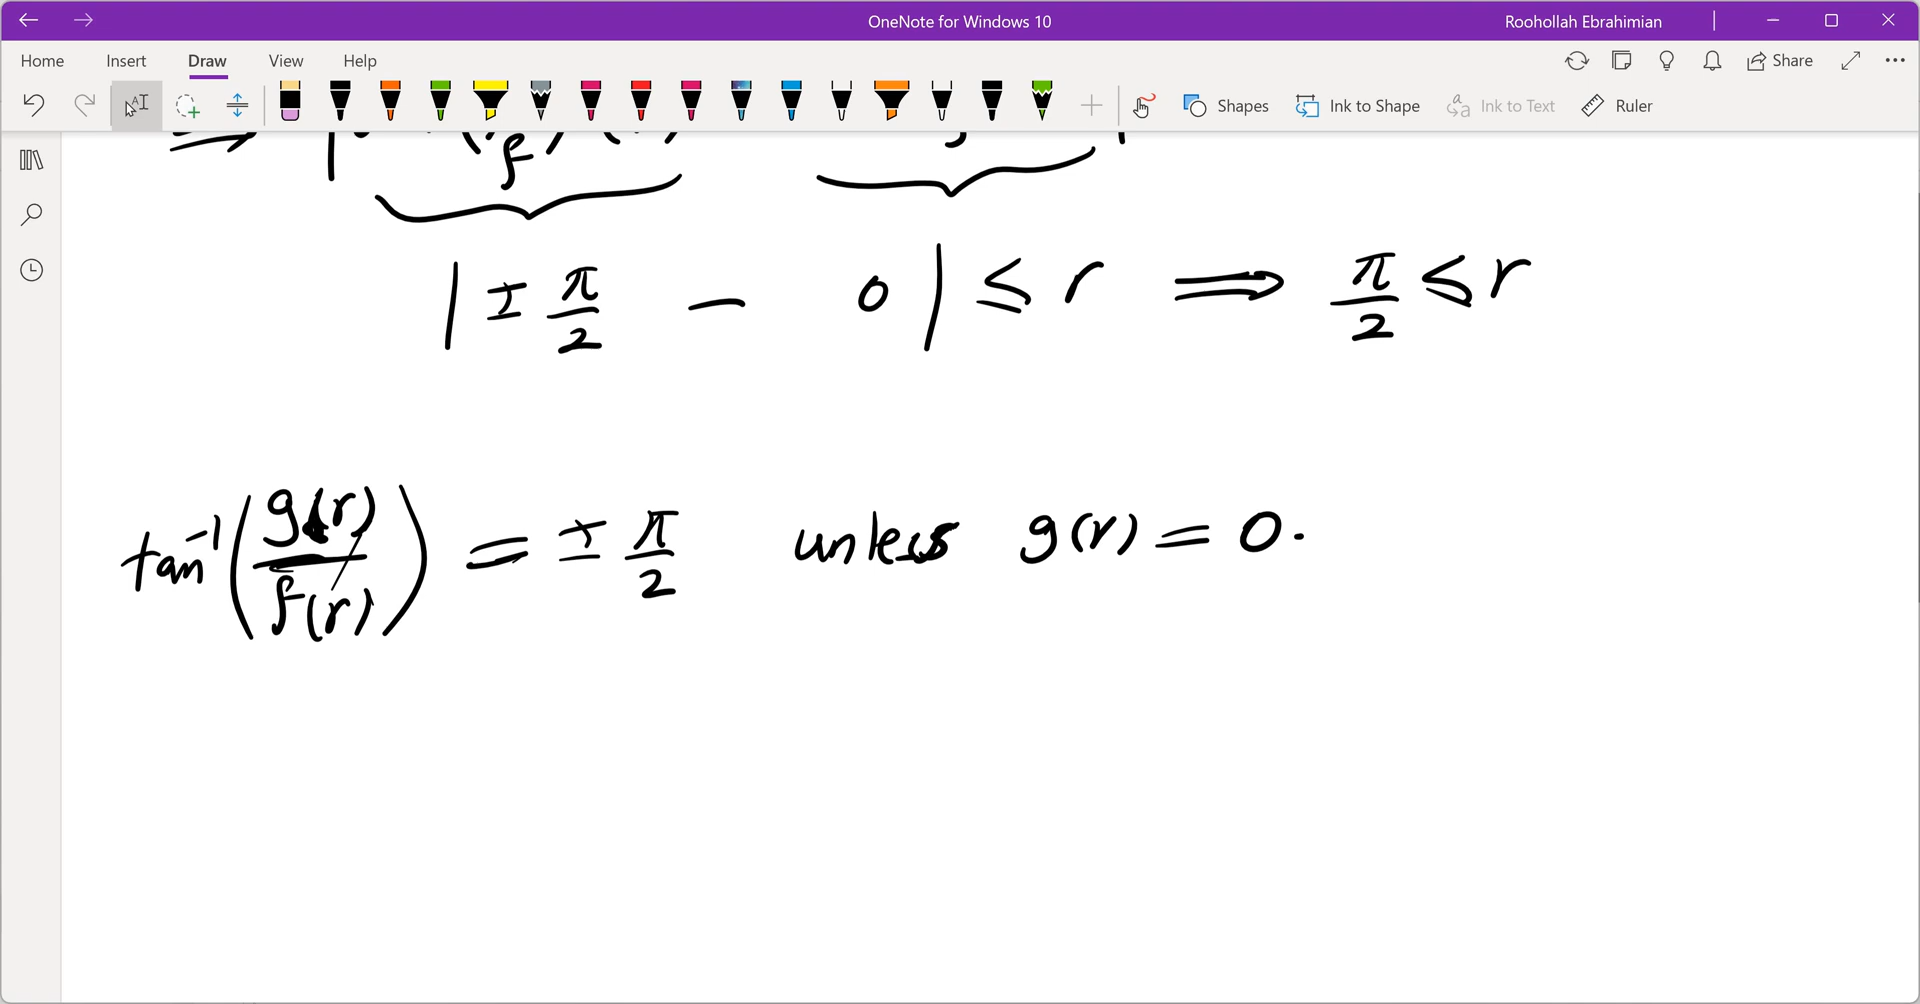 OneNote for Windows 10
Roohollah Ebrahimian
Home Insert Draw View Help Share
Shapes Ink to Shape Ink to Text Ruler
| ± π/2 − 0 | ≤ r ⟹ π/2 ≤ r
tan⁻¹(g(r)/f(r)) = ± π/2 unless g(r) = 0.